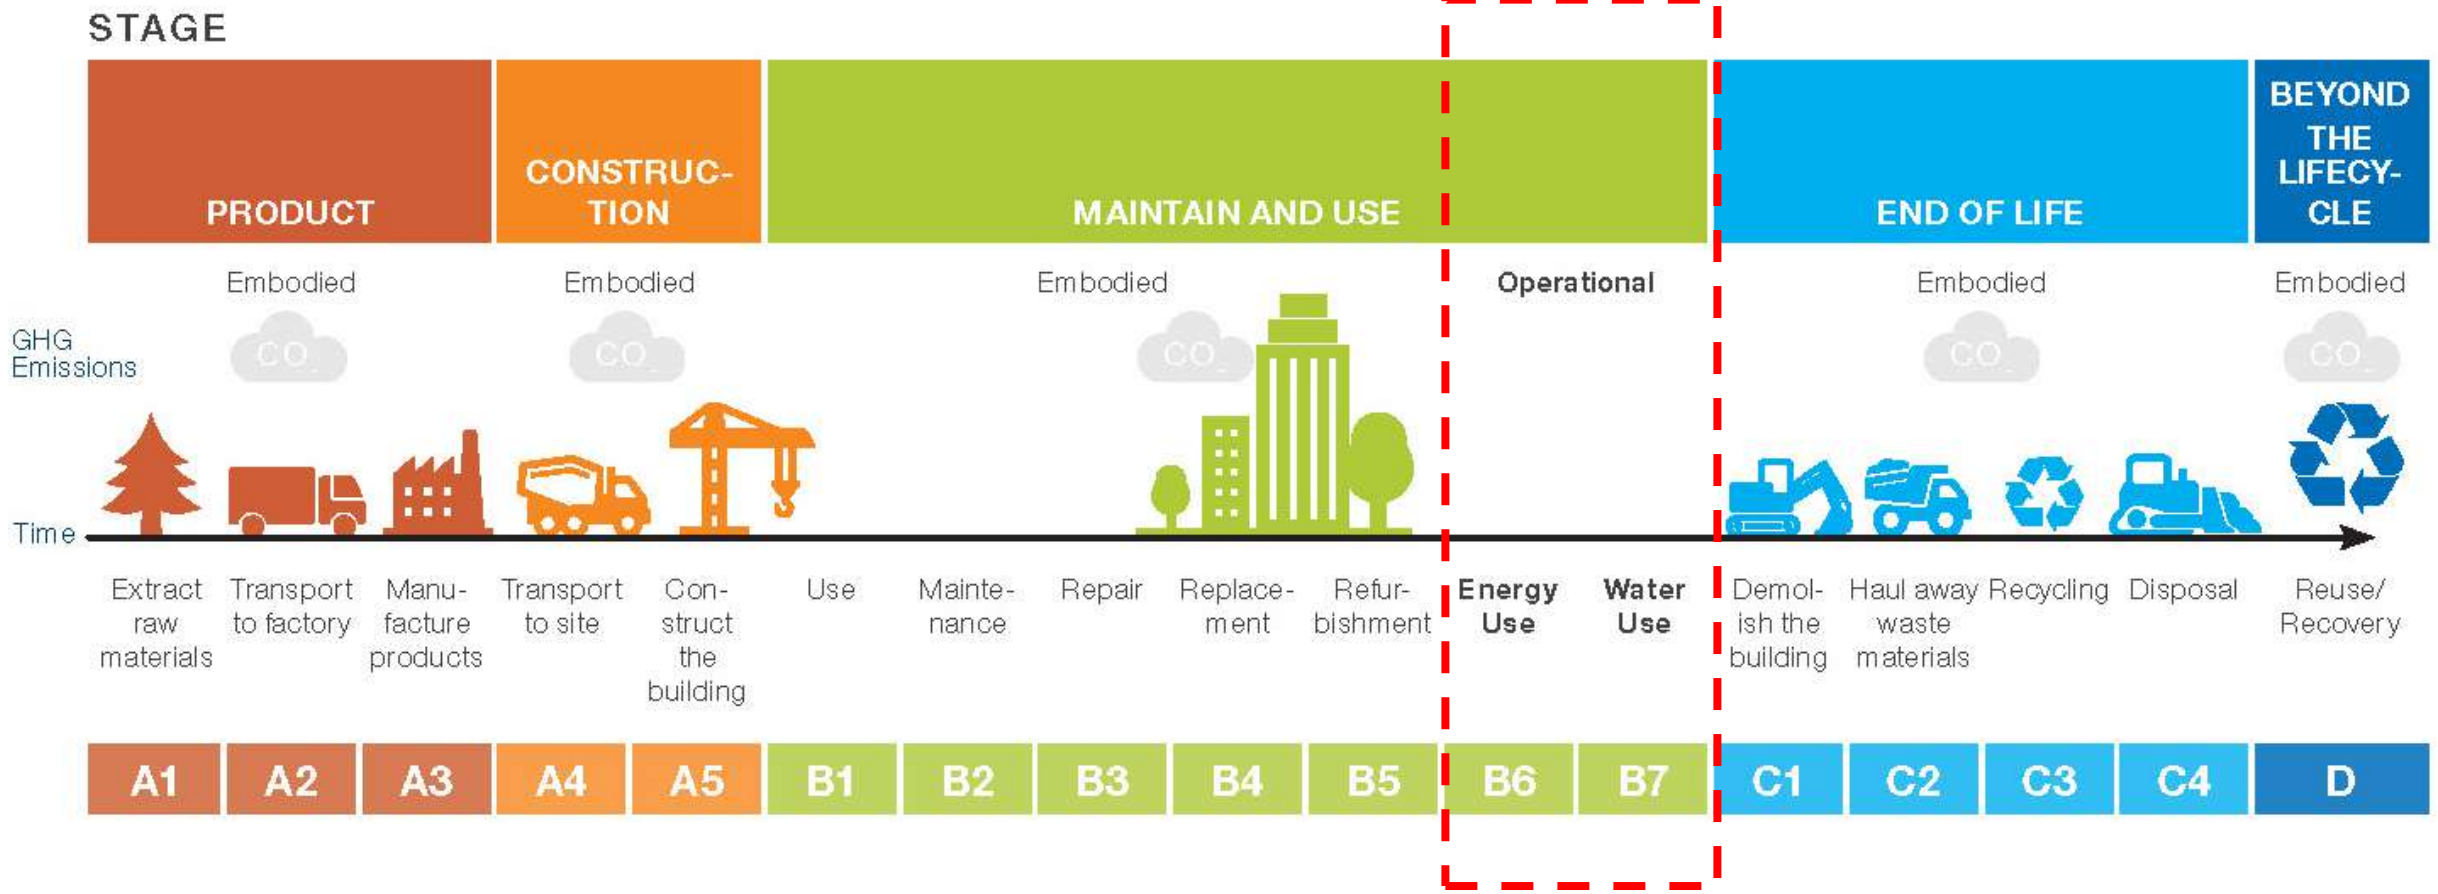 STAGE
PRODUCT
CONSTRUC-
TION
MAINTAIN AND USE
END OF LIFE
BEYOND
THE
LIFECY-
CLE
Embodied
Embodied
Embodied
Operational
Embodied
Embodied
GHG
Emissions
CO
CO
CO
CO
CO
Time
Extract
raw
materials
Transport
to factory
Manu-
facture
products
Transport
to site
Con-
struct
the
building
Use
Mainte-
nance
Repair
Replace-
ment
Refur-
bishment
Energy
Use
Water
Use
Demol-
ish the
building
Haul away
waste
materials
Recycling
Disposal
Reuse/
Recovery
A1
A2
A3
A4
A5
B1
B2
B3
B4
B5
B6
B7
C1
C2
C3
C4
D